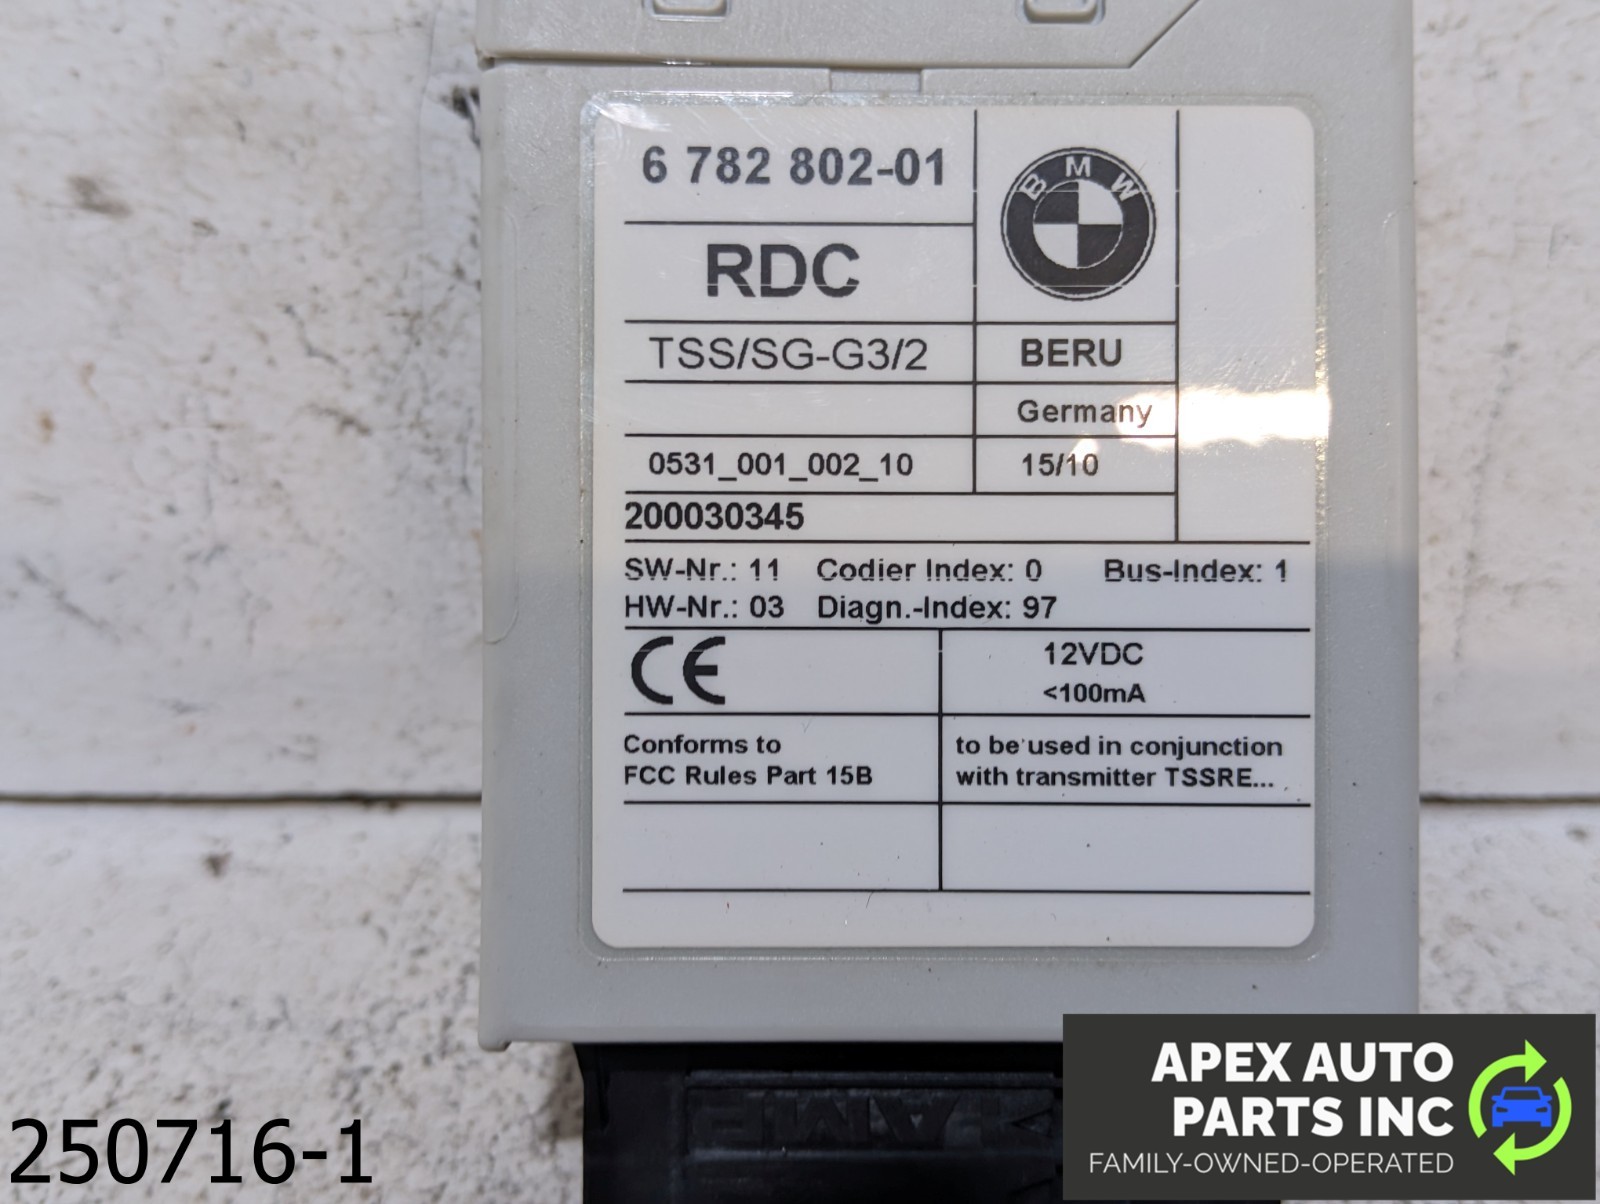 6 782 802-01
BMW
RDC
TSS/SG-G3/2
BERU
Germany
0531_001_002_10
15/10
200030345
SW-Nr.: 11 Codier Index: 0 Bus-Index: 1
HW-Nr.: 03 Diagn.-Index: 97
CE
12VDC
<100mA
Conforms to
FCC Rules Part 15B
to be used in conjunction
with transmitter TSSRE...
AMP
250716-1
APEX AUTO
PARTS INC
FAMILY-OWNED-OPERATED